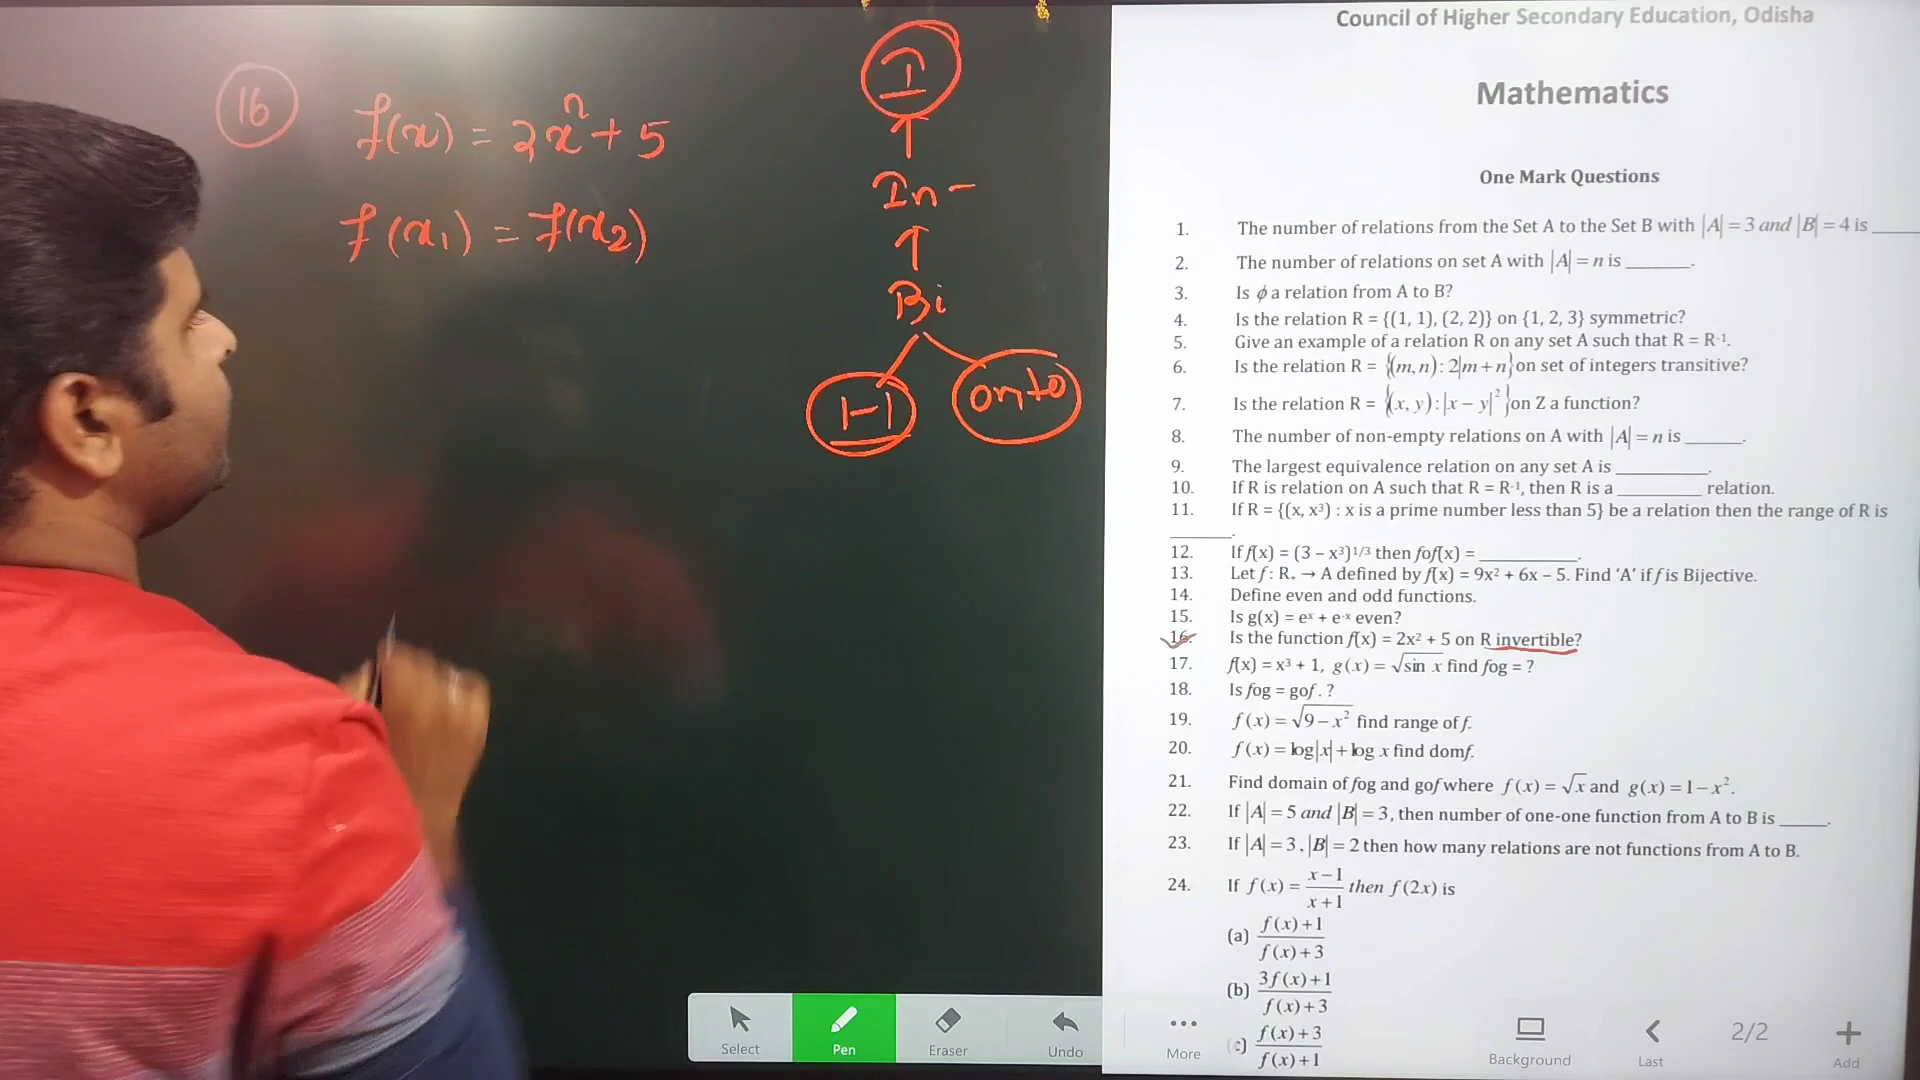 16
f(x) = 2xⁿ + 5
f(x₁) = f(x₂)
I
In -
Bi
1-1 onto
Council of Higher Secondary Education, Odisha
Mathematics
One Mark Questions
1. The number of relations from the Set A to the Set B with |A| = 3 and |B| = 4 is ____
2. The number of relations on set A with |A| = n is ______.
3. Is ϕ a relation from A to B?
4. Is the relation R = {(1, 1), (2, 2)} on {1, 2, 3} symmetric?
5. Give an example of a relation R on any set A such that R = R⁻¹.
6. Is the relation R = {(m, n) : 2|m + n} on set of integers transitive?
7. Is the relation R = {(x, y) : |x − y|²} on Z a function?
8. The number of non-empty relations on A with |A| = n is ______.
9. The largest equivalence relation on any set A is __________.
10. If R is relation on A such that R = R⁻¹, then R is a _________ relation.
11. If R = {(x, x³) : x is a prime number less than 5} be a relation then the range of R is
______.
12. If f(x) = (3 – x³)¹/³ then fof(x) = __________.
13. Let f : R₊ → A defined by f(x) = 9x² + 6x – 5. Find ‘A’ if f is Bijective.
14. Define even and odd functions.
15. Is g(x) = eˣ + e⁻ˣ even?
16. Is the function f(x) = 2x² + 5 on R invertible?
17. f(x) = x³ + 1, g(x) = √sin x find fog = ?
18. Is fog = gof . ?
19. f(x) = √9 − x² find range of f.
20. f(x) = log|x| + log x find domf.
21. Find domain of fog and gof where f(x) = √x and g(x) = 1 − x².
22. If |A| = 5 and |B| = 3, then number of one-one function from A to B is _____.
23. If |A| = 3, |B| = 2 then how many relations are not functions from A to B.
24. If f(x) = x−1 / x+1 then f(2x) is
(a) f(x)+1 / f(x)+3
(b) 3f(x)+1 / f(x)+3
(c) f(x)+3 / f(x)+1
Select Pen Eraser Undo More Background Last 2/2 Add